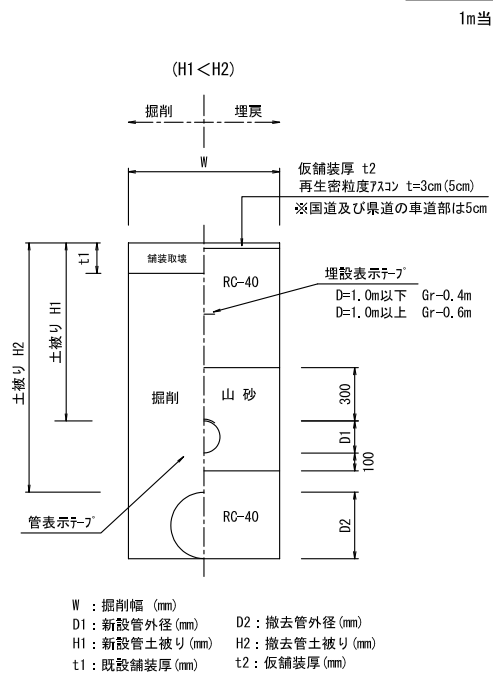 1m当
(H1＜H2)
掘削
埋戻
W
仮舗装厚 t2
再生密粒度ｱｽｺﾝ t=3cm(5cm)
※国道及び県道の車道部は5cm
t1
舗装取壊
RC-40
埋設表示ﾃｰﾌﾟ
D=1.0m以下 Gr-0.4m
D=1.0m以上 Gr-0.6m
土被り H1
土被り H2
掘削
山 砂
300
D1
100
管表示ﾃｰﾌﾟ
RC-40
D2
W : 掘削幅 (mm)
D1 : 新設管外径(mm)
D2 : 撤去管外径(mm)
H1 : 新設管土被り(mm)
H2 : 撤去管土被り(mm)
t1 : 既設舗装厚(mm)
t2 : 仮舗装厚(mm)